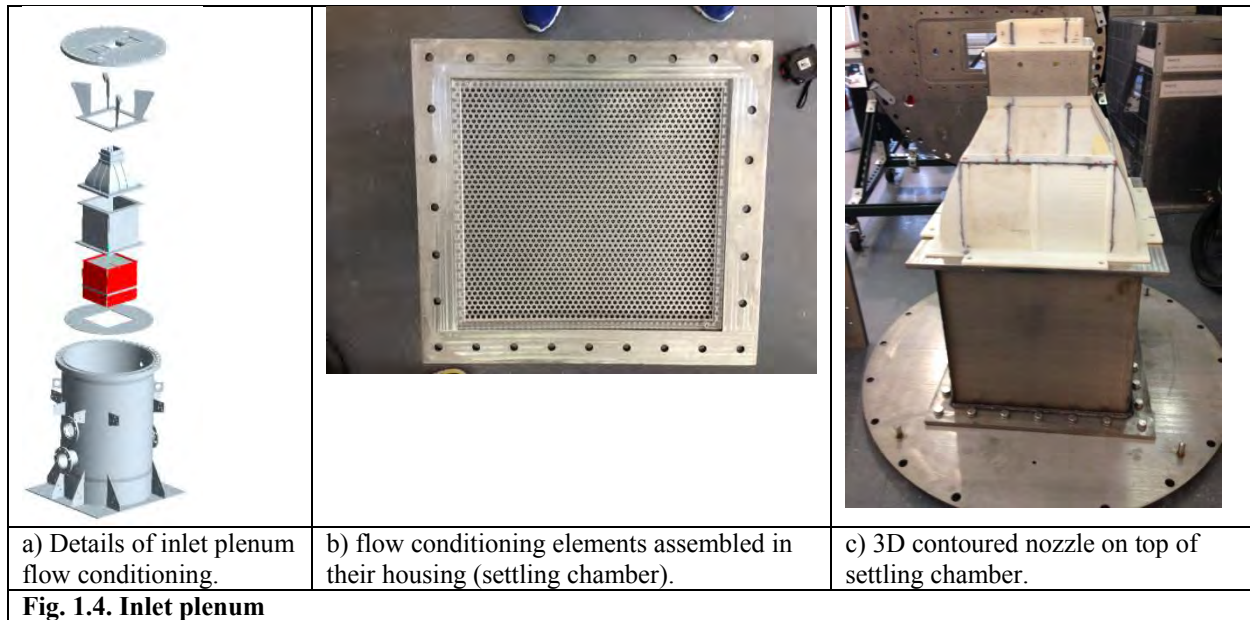 a) Details of inlet plenum
flow conditioning.
b) flow conditioning elements assembled in
their housing (settling chamber).
c) 3D contoured nozzle on top of
settling chamber.
Fig. 1.4. Inlet plenum